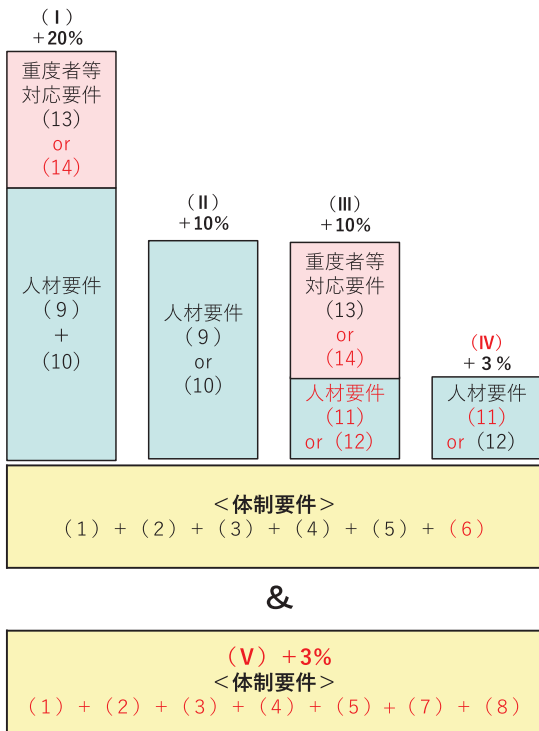 (Ⅰ)
+20%
重度者等
対応要件
(13)
or
(14)
人材要件
(9)
+
(10)
(Ⅱ)
+10%
人材要件
(9)
or
(10)
(Ⅲ)
+10%
重度者等
対応要件
(13)
or
(14)
人材要件
(11)
or (12)
(Ⅳ)
+3%
人材要件
(11)
or (12)
<体制要件>
(1) + (2) + (3) + (4) + (5) + (6)
&
(Ⅴ) +3%
<体制要件>
(1) + (2) + (3) + (4) + (5) + (7) + (8)